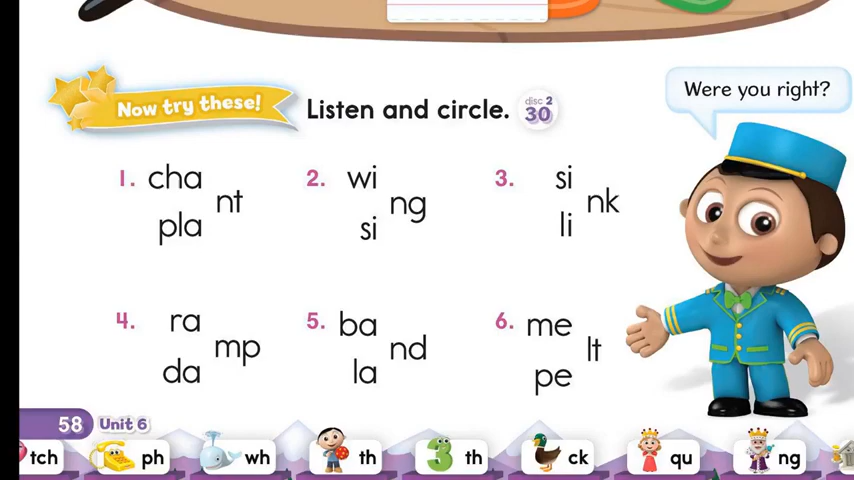 Now try these! Listen and circle. disc 2 30
Were you right?
1. cha pla nt
2. wi si ng
3. si li nk
4. ra da mp
5. ba la nd
6. me pe lt
58 Unit 6
tch ph wh th 3 th ck qu ng